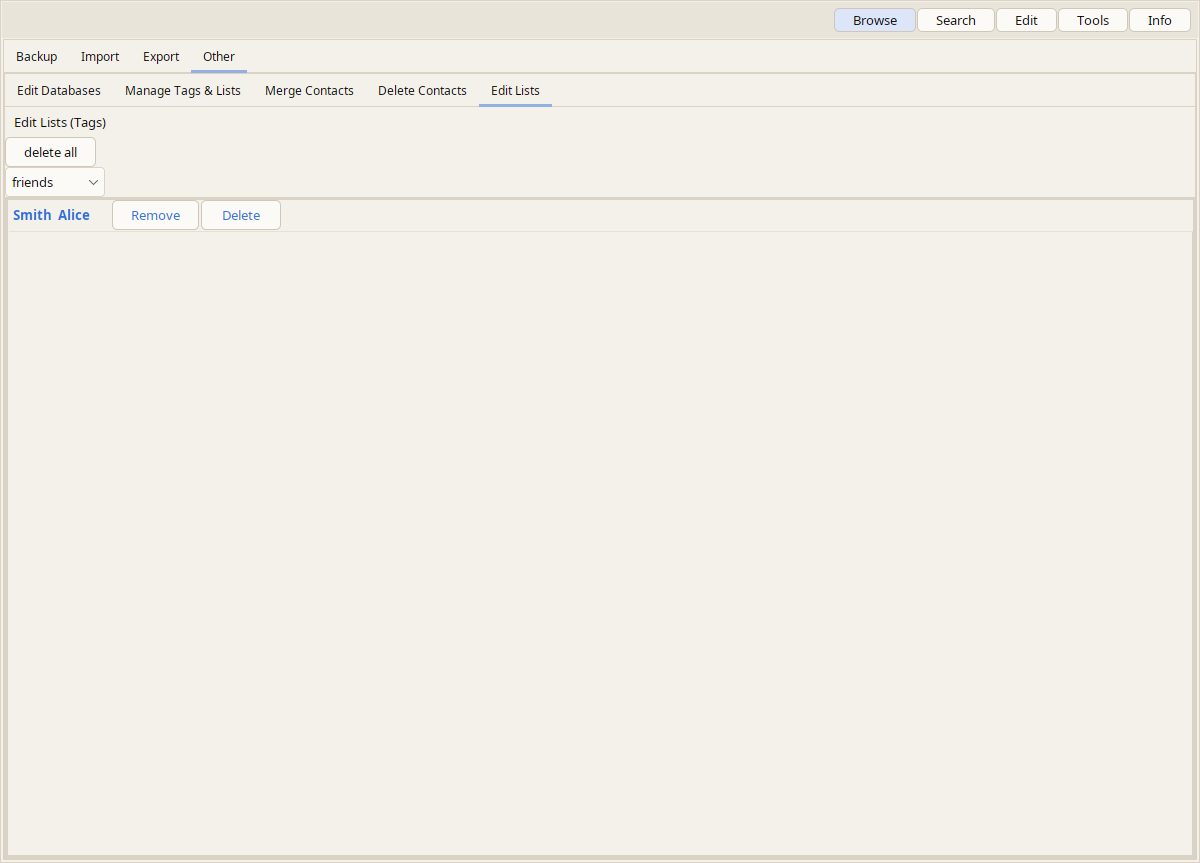 Browse Search Edit Tools Info
Backup Import Export Other
Edit Databases Manage Tags & Lists Merge Contacts Delete Contacts Edit Lists
Edit Lists (Tags)
delete all
friends
Smith Alice Remove Delete